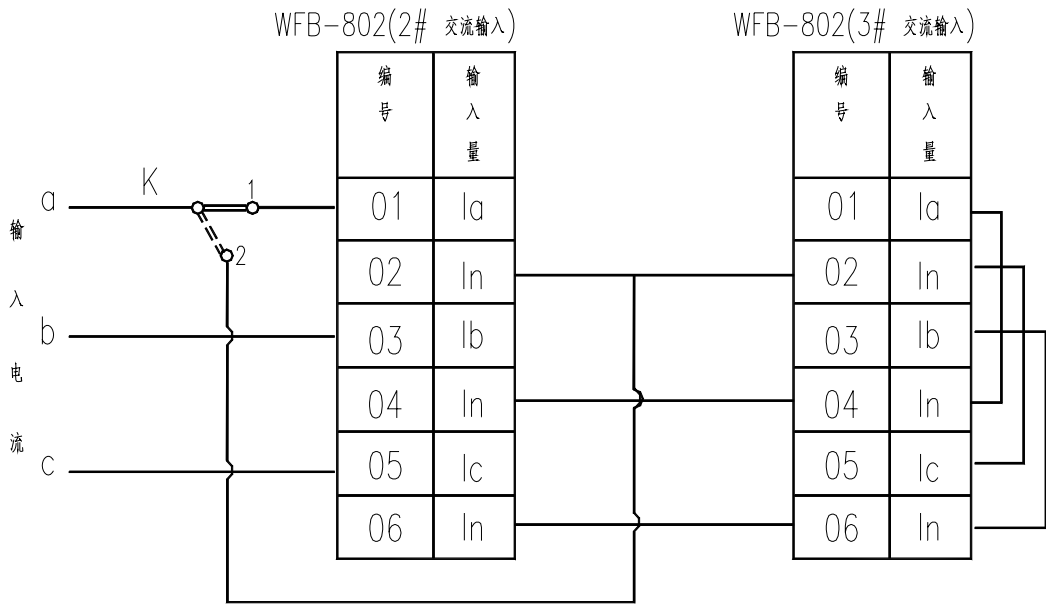 WFB-802(2# 交流输入)
WFB-802(3# 交流输入)
编号 输入量
编号 输入量
K
1
2
输入电流
a
b
c
01 Ia
02 In
03 Ib
04 In
05 Ic
06 In
01 Ia
02 In
03 Ib
04 In
05 Ic
06 In